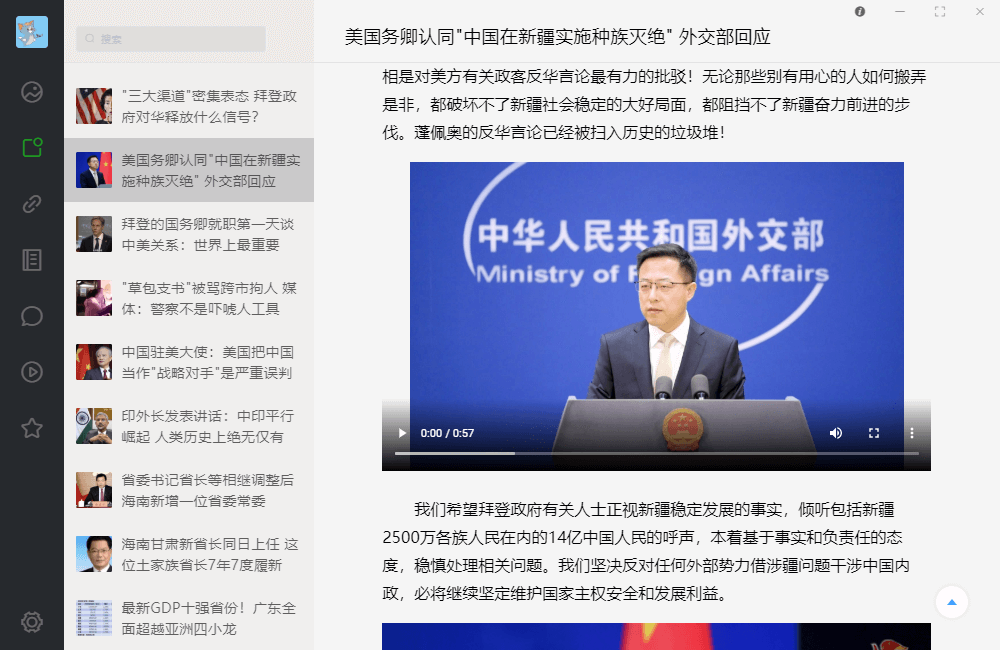 搜索
"三大渠道"密集表态 拜登政
府对华释放什么信号?
美国务卿认同"中国在新疆实
施种族灭绝" 外交部回应
拜登的国务卿就职第一天谈
中美关系：世界上最重要
"草包支书"被骂跨市拘人 媒
体：警察不是吓唬人工具
中国驻美大使：美国把中国
当作"战略对手"是严重误判
印外长发表讲话：中印平行
崛起 人类历史上绝无仅有
省委书记省长等相继调整后
海南新增一位省委常委
海南甘肃新省长同日上任 这
位土家族省长7年7度履新
最新GDP十强省份！广东全
面超越亚洲四小龙
美国务卿认同"中国在新疆实施种族灭绝" 外交部回应
相是对美方有关政客反华言论最有力的批驳！无论那些别有用心的人如何搬弄
是非，都破坏不了新疆社会稳定的大好局面，都阻挡不了新疆奋力前进的步
伐。蓬佩奥的反华言论已经被扫入历史的垃圾堆！
中华人民共和国外交部
Ministry of F ign Affairs
0:00 / 0:57
我们希望拜登政府有关人士正视新疆稳定发展的事实，倾听包括新疆
2500万各族人民在内的14亿中国人民的呼声，本着基于事实和负责任的态
度，稳慎处理相关问题。我们坚决反对任何外部势力借涉疆问题干涉中国内
政，必将继续坚定维护国家主权安全和发展利益。